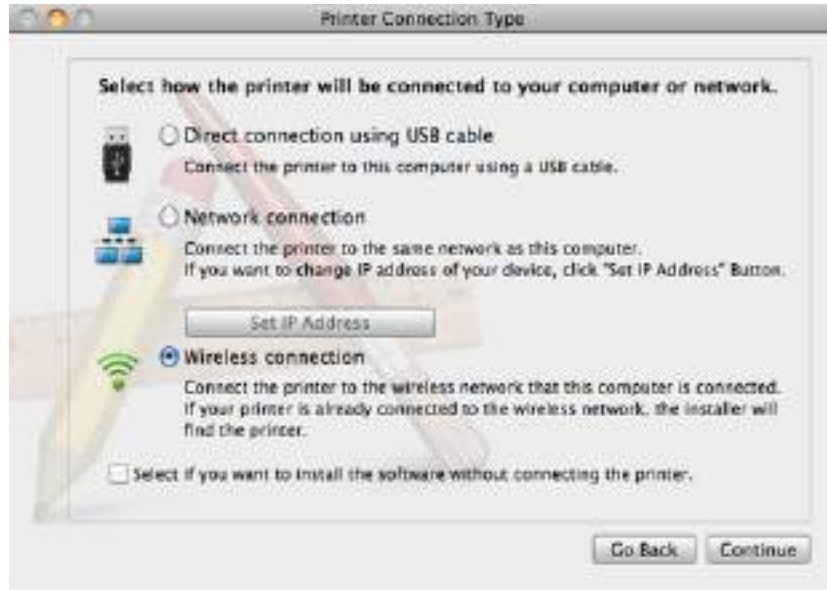 Printer Connection Type
Select how the printer will be connected to your computer or network.
Direct connection using USB cable
Connect the printer to this computer using a USB cable.
Network connection
Connect the printer to the same network as this computer.
If you want to change IP address of your device, click "Set IP Address" Button.
Set IP Address
Wireless connection
Connect the printer to the wireless network that this computer is connected.
If your printer is already connected to the wireless network, the installer will
find the printer.
Select if you want to install the software without connecting the printer.
Go Back Continue